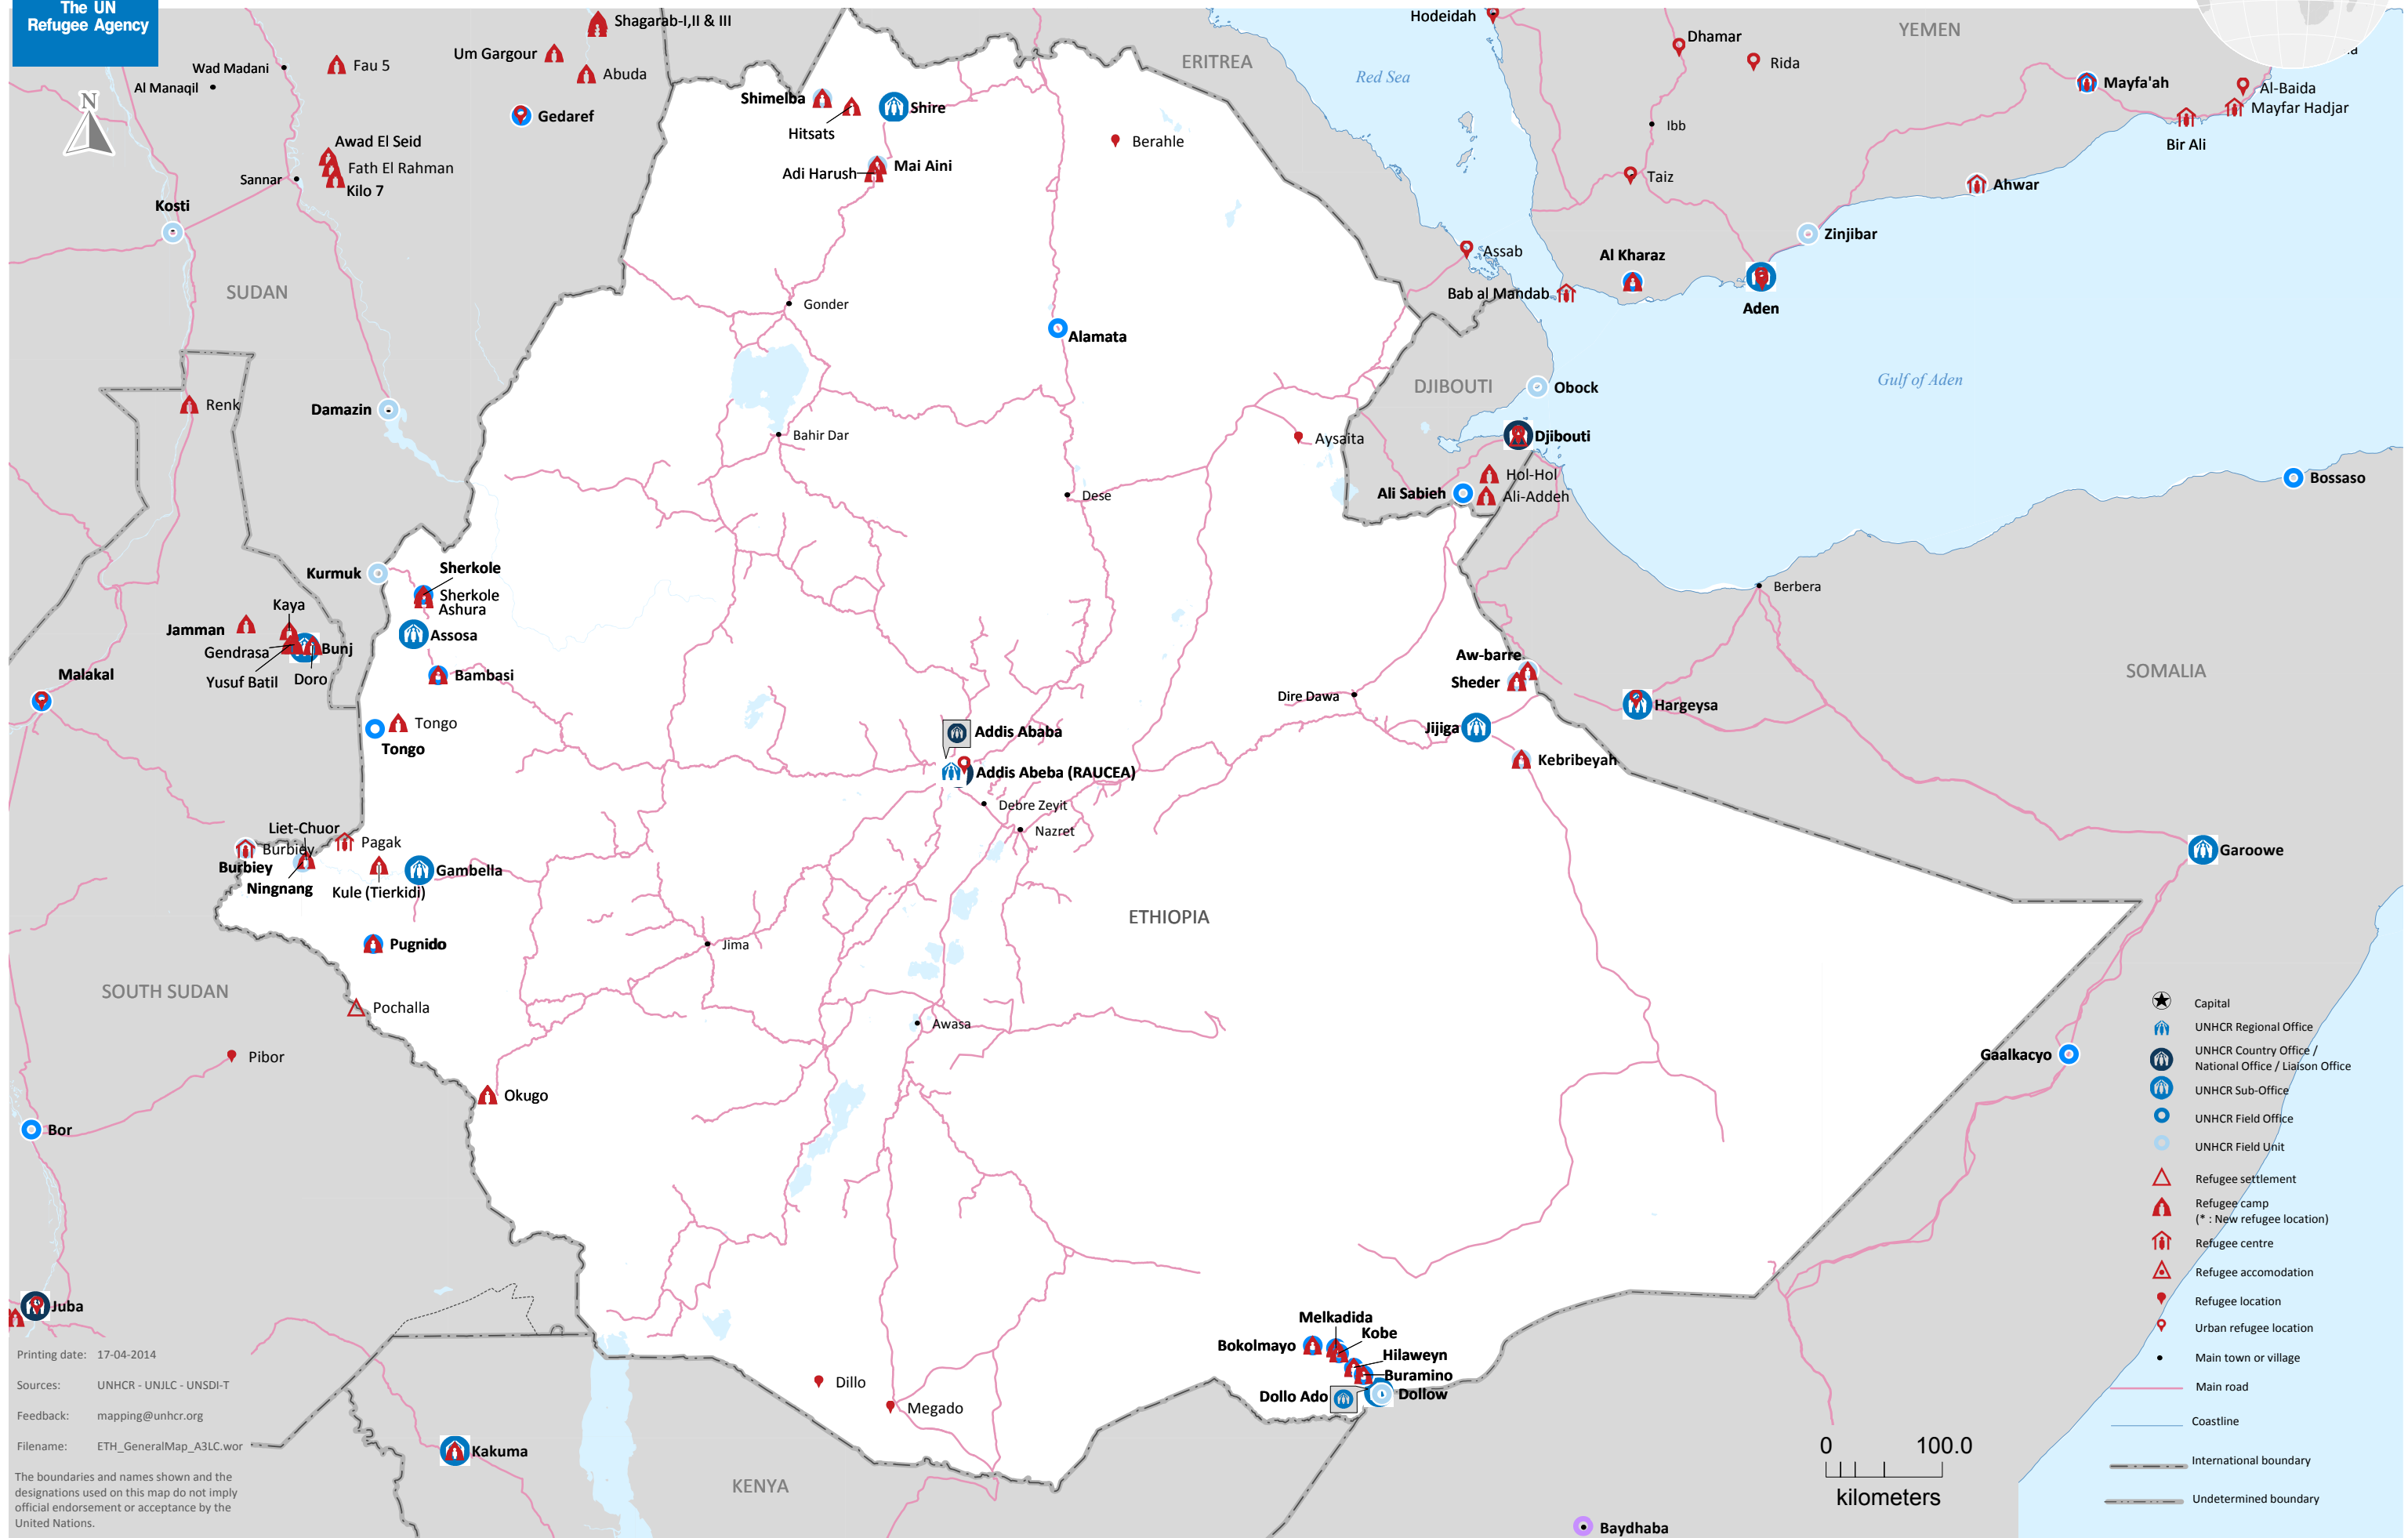 The UN
Refugee Agency
N
Shagarab-I,II & III
Um Gargour
Abuda
Fau 5
Wad Madani
Al Manaqil
Gedaref
Awad El Seid
Fath El Rahman
Kilo 7
Sannar
Kosti
SUDAN
Renk
Damazin
Shimelba
Hitsats
Shire
Adi Harush
Mai Aini
Berahle
ERITREA
Red Sea
Hodeidah
Dhamar
Rida
YEMEN
Ibb
Taiz
Mayfa'ah
Al-Baida
Mayfar Hadjar
Bir Ali
Ahwar
Zinjibar
Al Kharaz
Aden
Assab
Bab al Mandab
Gonder
Alamata
DJIBOUTI
Obock
Gulf of Aden
Djibouti
Hol-Hol
Ali Sabieh
Ali-Addeh
Bossaso
Bahir Dar
Aysaita
Dese
Kurmuk
Sherkole
Sherkole
Ashura
Assosa
Bambasi
Kaya
Jamman
Gendrasa
Bunj
Yusuf Batil
Doro
Malakal
Tongo
Tongo
Berbera
Aw-barre
Sheder
Hargeysa
SOMALIA
Dire Dawa
Jijiga
Kebribeyah
Addis Ababa
Addis Abeba (RAUCEA)
Debre Zeyit
Nazret
Liet-Chuor
Burbiey
Pagak
Burbiey
Ningnang
Kule (Tierkidi)
Gambella
Garoowe
Pugnido
Jima
ETHIOPIA
SOUTH SUDAN
Pochalla
Awasa
Pibor
Okugo
Bor
Gaalkacyo
Juba
Melkadida
Kobe
Bokolmayo
Hilaweyn
Buramino
Dollo Ado
Dollow
Dillo
Megado
Kakuma
KENYA
Baydhaba
Capital
UNHCR Regional Office
UNHCR Country Office /
National Office / Liaison Office
UNHCR Sub-Office
UNHCR Field Office
UNHCR Field Unit
Refugee settlement
Refugee camp
(* : New refugee location)
Refugee centre
Refugee accomodation
Refugee location
Urban refugee location
Main town or village
Main road
Coastline
International boundary
Undetermined boundary
0 100.0
kilometers
Printing date: 17-04-2014
Sources: UNHCR - UNJLC - UNSDI-T
Feedback: mapping@unhcr.org
Filename: ETH_GeneralMap_A3LC.wor
The boundaries and names shown and the
designations used on this map do not imply
official endorsement or acceptance by the
United Nations.